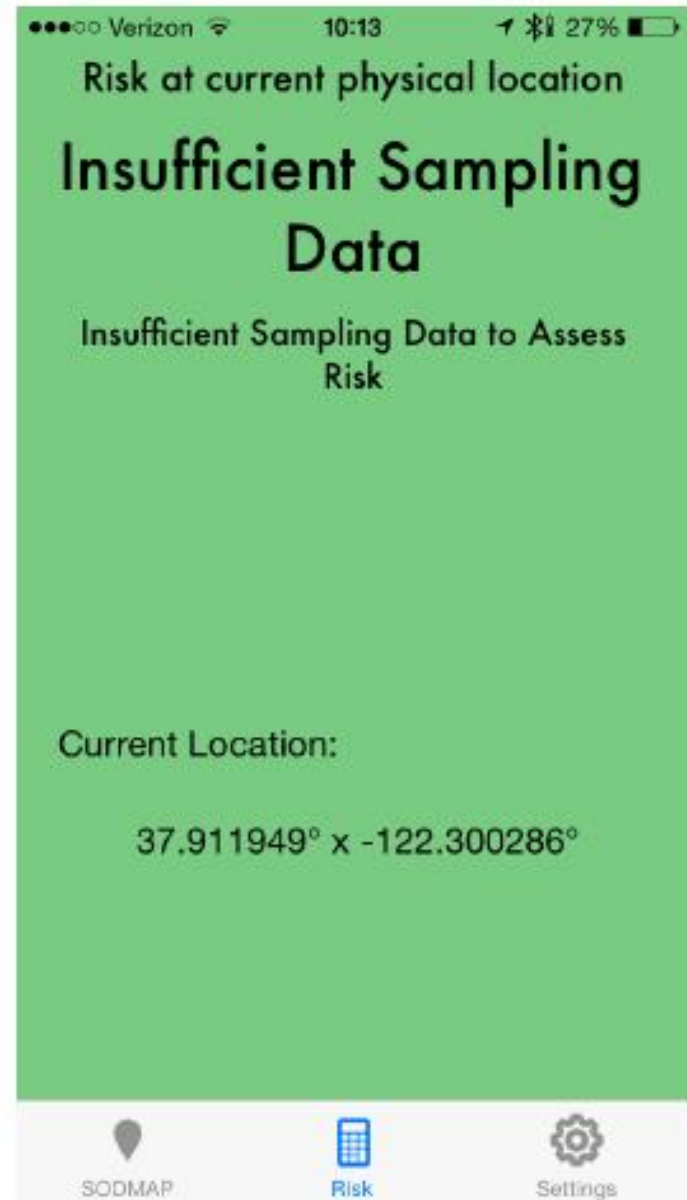 Verizon 10:13 27%
Risk at current physical location
Insufficient Sampling
Data
Insufficient Sampling Data to Assess
Risk
Current Location:
37.911949° x -122.300286°
SODMAP Risk Settings